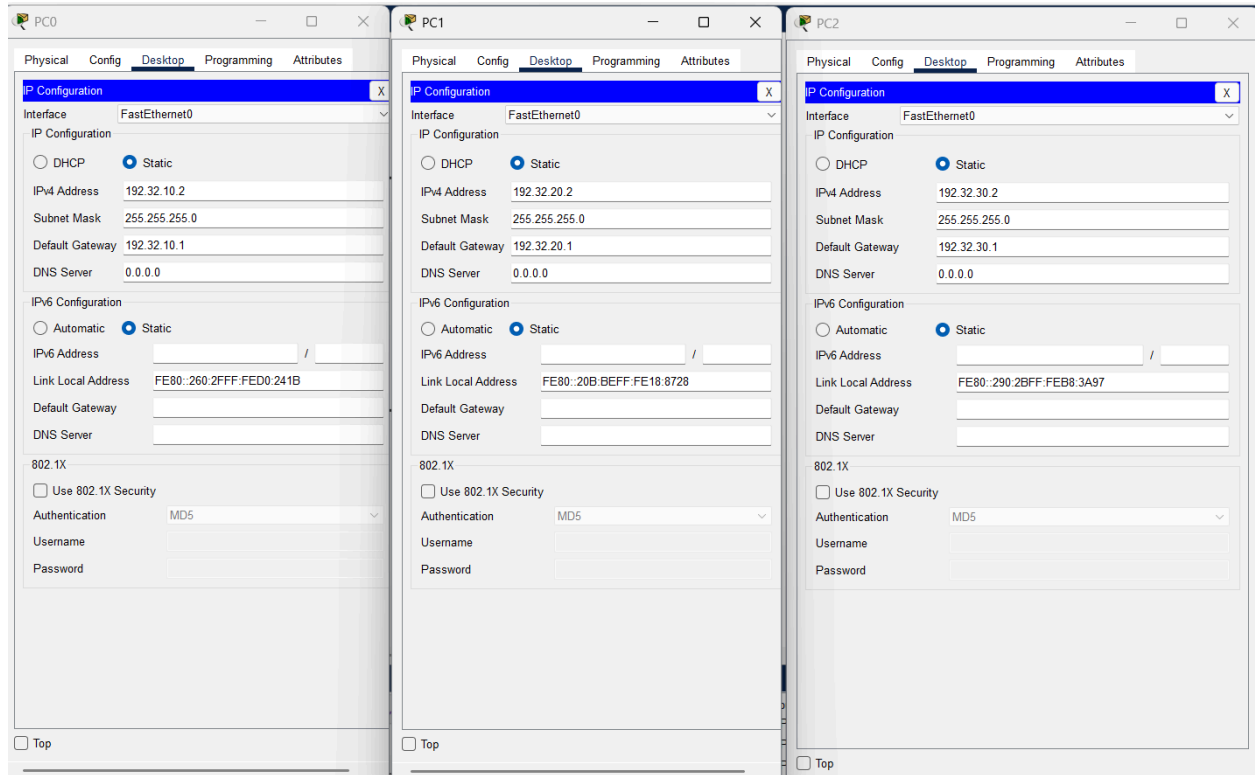 PC0
Physical Config Desktop Programming Attributes
IP Configuration X
Interface FastEthernet0
IP Configuration
DHCP Static
IPv4 Address 192.32.10.2
Subnet Mask 255.255.255.0
Default Gateway 192.32.10.1
DNS Server 0.0.0.0
IPv6 Configuration
Automatic Static
IPv6 Address /
Link Local Address FE80::260:2FFF:FED0:241B
Default Gateway
DNS Server
802.1X
Use 802.1X Security
Authentication MD5
Username
Password
Top
PC1
Physical Config Desktop Programming Attributes
IP Configuration X
Interface FastEthernet0
IP Configuration
DHCP Static
IPv4 Address 192.32.20.2
Subnet Mask 255.255.255.0
Default Gateway 192.32.20.1
DNS Server 0.0.0.0
IPv6 Configuration
Automatic Static
IPv6 Address /
Link Local Address FE80::20B:BEFF:FE18:8728
Default Gateway
DNS Server
802.1X
Use 802.1X Security
Authentication MD5
Username
Password
Top
PC2
Physical Config Desktop Programming Attributes
IP Configuration X
Interface FastEthernet0
IP Configuration
DHCP Static
IPv4 Address 192.32.30.2
Subnet Mask 255.255.255.0
Default Gateway 192.32.30.1
DNS Server 0.0.0.0
IPv6 Configuration
Automatic Static
IPv6 Address /
Link Local Address FE80::290:2BFF:FEB8:3A97
Default Gateway
DNS Server
802.1X
Use 802.1X Security
Authentication MD5
Username
Password
Top